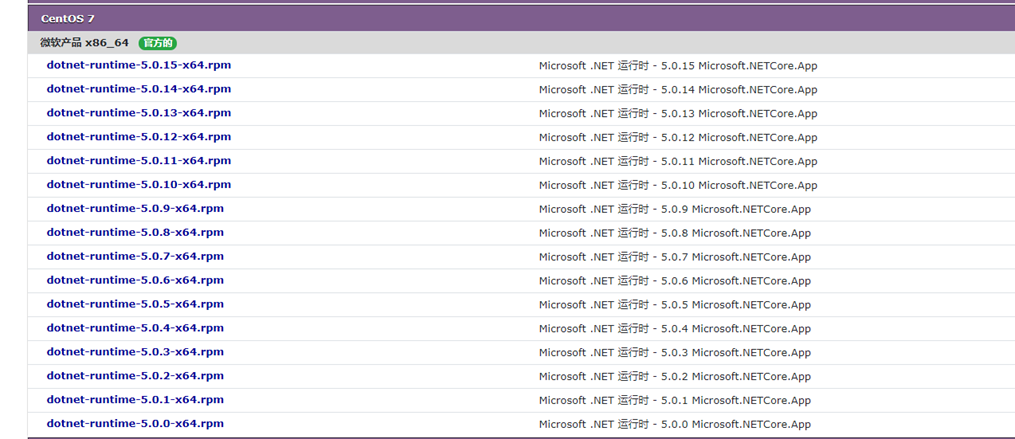 CentOS 7
微软产品 x86_64 官方的
dotnet-runtime-5.0.15-x64.rpm Microsoft .NET 运行时 - 5.0.15 Microsoft.NETCore.App
dotnet-runtime-5.0.14-x64.rpm Microsoft .NET 运行时 - 5.0.14 Microsoft.NETCore.App
dotnet-runtime-5.0.13-x64.rpm Microsoft .NET 运行时 - 5.0.13 Microsoft.NETCore.App
dotnet-runtime-5.0.12-x64.rpm Microsoft .NET 运行时 - 5.0.12 Microsoft.NETCore.App
dotnet-runtime-5.0.11-x64.rpm Microsoft .NET 运行时 - 5.0.11 Microsoft.NETCore.App
dotnet-runtime-5.0.10-x64.rpm Microsoft .NET 运行时 - 5.0.10 Microsoft.NETCore.App
dotnet-runtime-5.0.9-x64.rpm Microsoft .NET 运行时 - 5.0.9 Microsoft.NETCore.App
dotnet-runtime-5.0.8-x64.rpm Microsoft .NET 运行时 - 5.0.8 Microsoft.NETCore.App
dotnet-runtime-5.0.7-x64.rpm Microsoft .NET 运行时 - 5.0.7 Microsoft.NETCore.App
dotnet-runtime-5.0.6-x64.rpm Microsoft .NET 运行时 - 5.0.6 Microsoft.NETCore.App
dotnet-runtime-5.0.5-x64.rpm Microsoft .NET 运行时 - 5.0.5 Microsoft.NETCore.App
dotnet-runtime-5.0.4-x64.rpm Microsoft .NET 运行时 - 5.0.4 Microsoft.NETCore.App
dotnet-runtime-5.0.3-x64.rpm Microsoft .NET 运行时 - 5.0.3 Microsoft.NETCore.App
dotnet-runtime-5.0.2-x64.rpm Microsoft .NET 运行时 - 5.0.2 Microsoft.NETCore.App
dotnet-runtime-5.0.1-x64.rpm Microsoft .NET 运行时 - 5.0.1 Microsoft.NETCore.App
dotnet-runtime-5.0.0-x64.rpm Microsoft .NET 运行时 - 5.0.0 Microsoft.NETCore.App